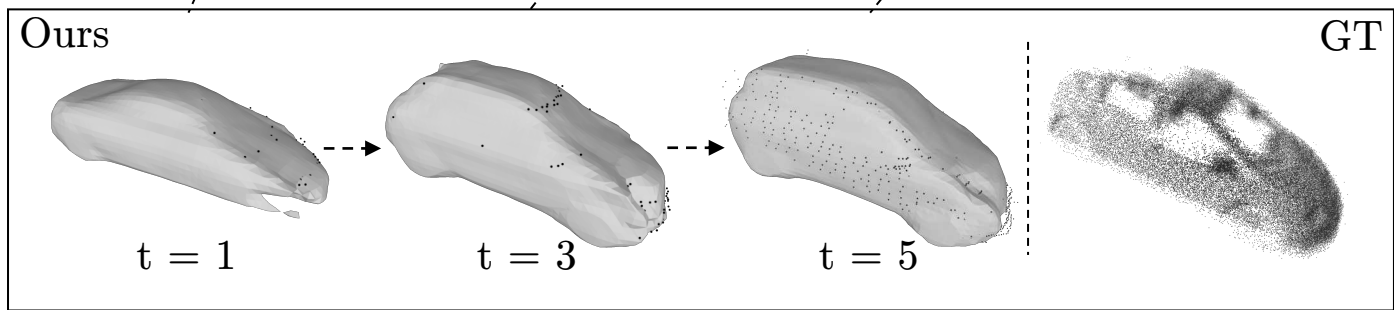 Ours
GT
t = 1
t = 3
t = 5